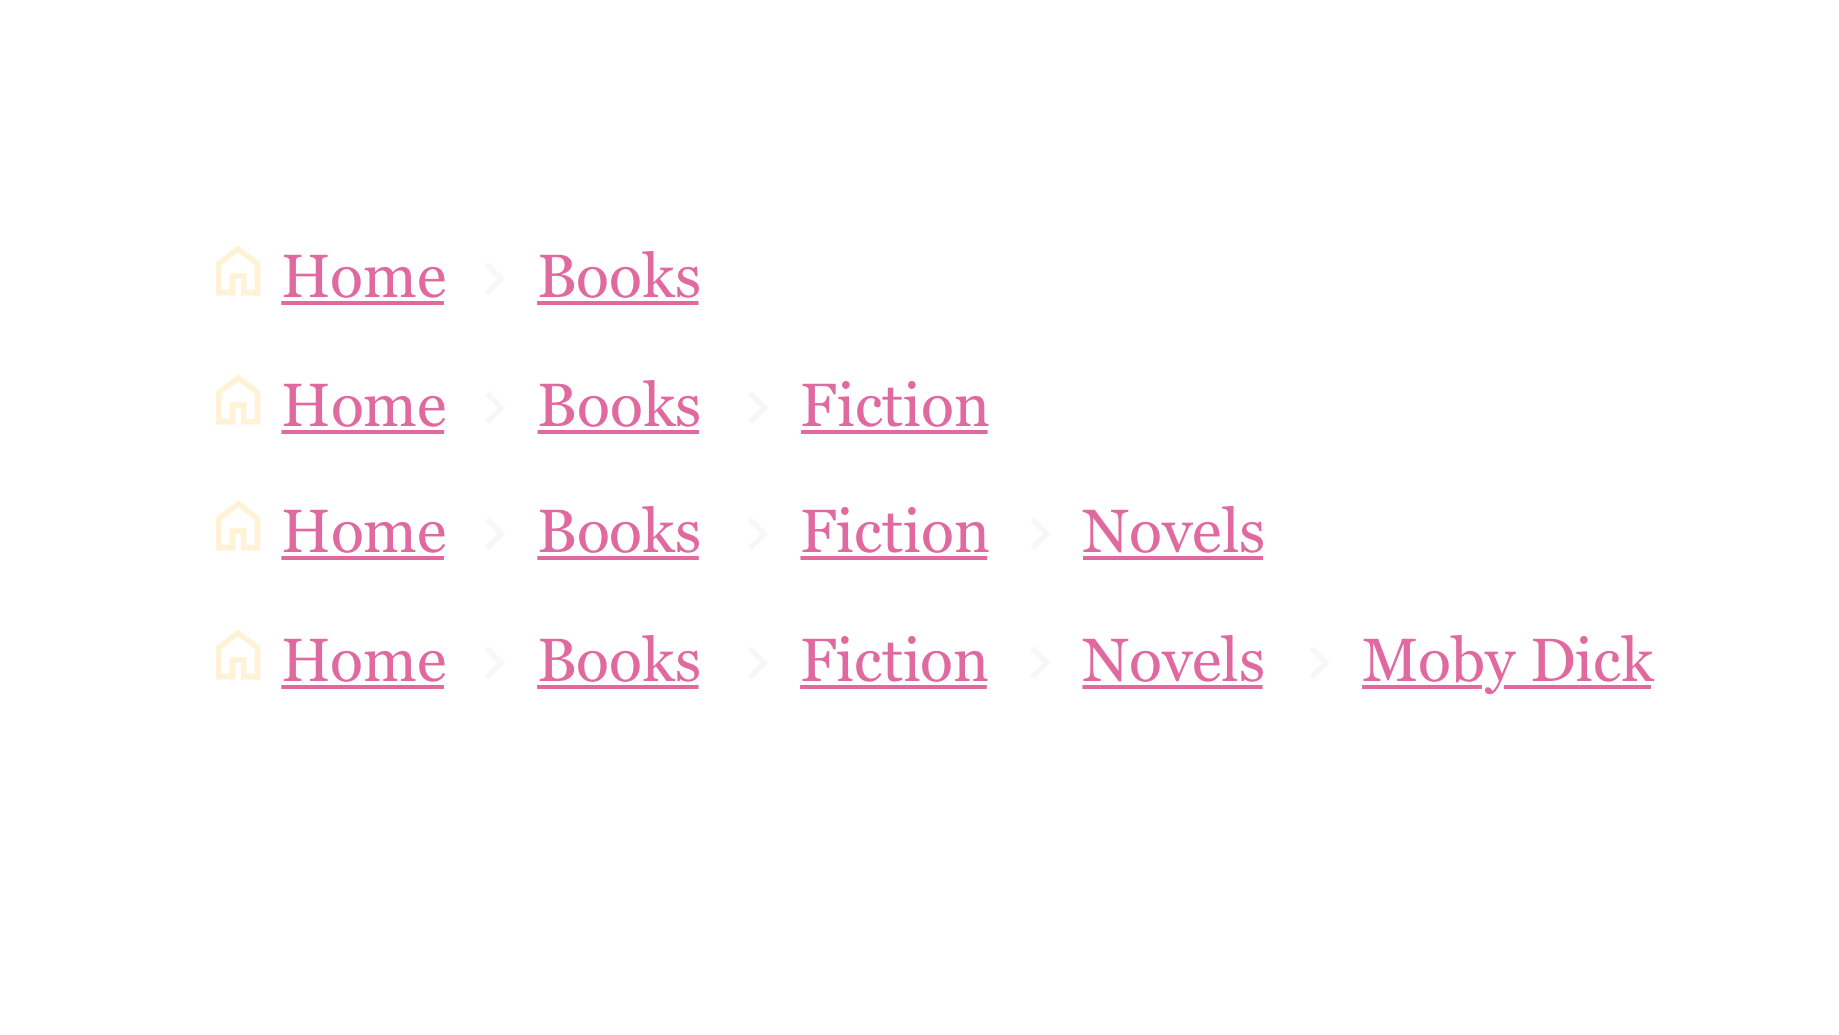 Home > Books
Home > Books > Fiction
Home > Books > Fiction > Novels
Home > Books > Fiction > Novels > Moby Dick